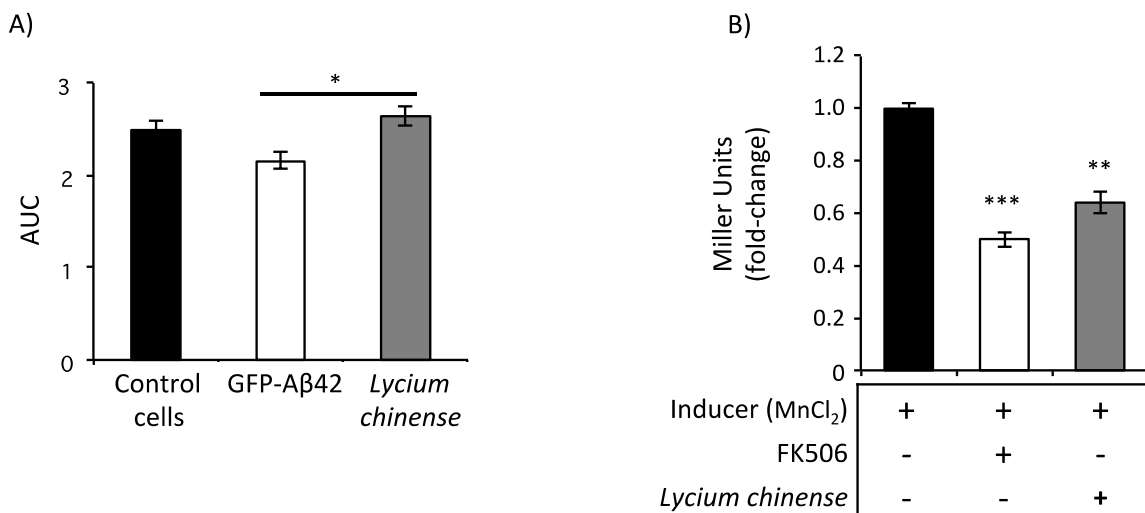 A)
AUC
3
2
1
0
*
Control
cells
GFP-Aβ42
Lycium
chinense
B)
Miller Units
(fold-change)
1.2
1.0
0.8
0.6
0.4
0.2
0
***
**
Inducer (MnCl₂) + + +
FK506 - + -
Lycium chinense - - +